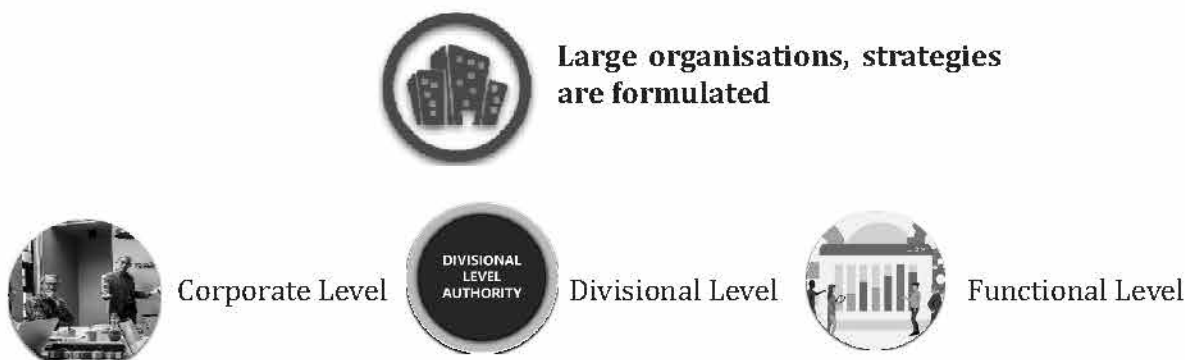 Large organisations, strategies
are formulated
Corporate Level
DIVISIONAL
LEVEL
AUTHORITY
Divisional Level
Functional Level